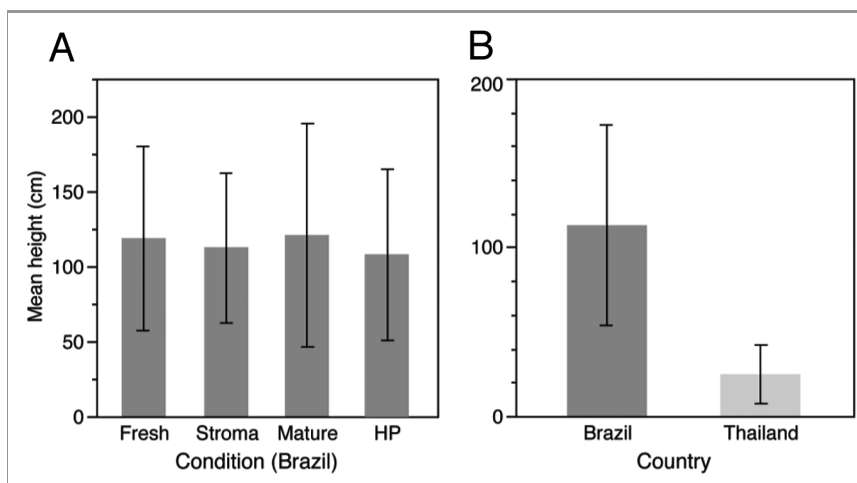 A
B
Mean height (cm)
200
150
100
50
0
Fresh Stroma Mature HP
Condition (Brazil)
200
100
0
Brazil Thailand
Country